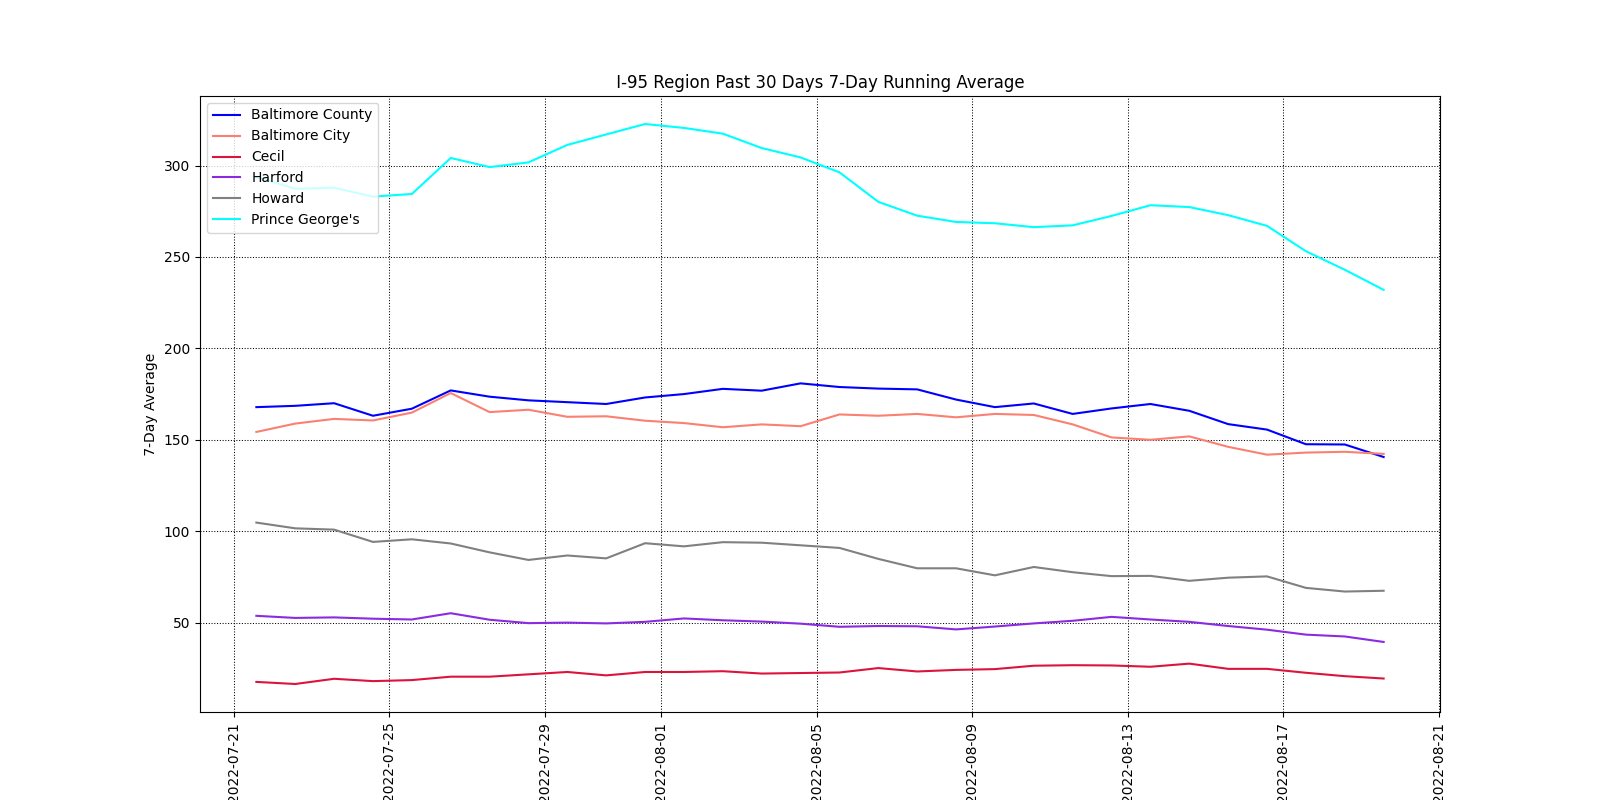 I-95 Region Past 30 Days 7-Day Running Average
Baltimore County
Baltimore City
Cecil
Harford
Howard
Prince George's
7-Day Average
300
250
200
150
100
50
2022-07-21
2022-07-25
2022-07-29
2022-08-01
2022-08-05
2022-08-09
2022-08-13
2022-08-17
2022-08-21